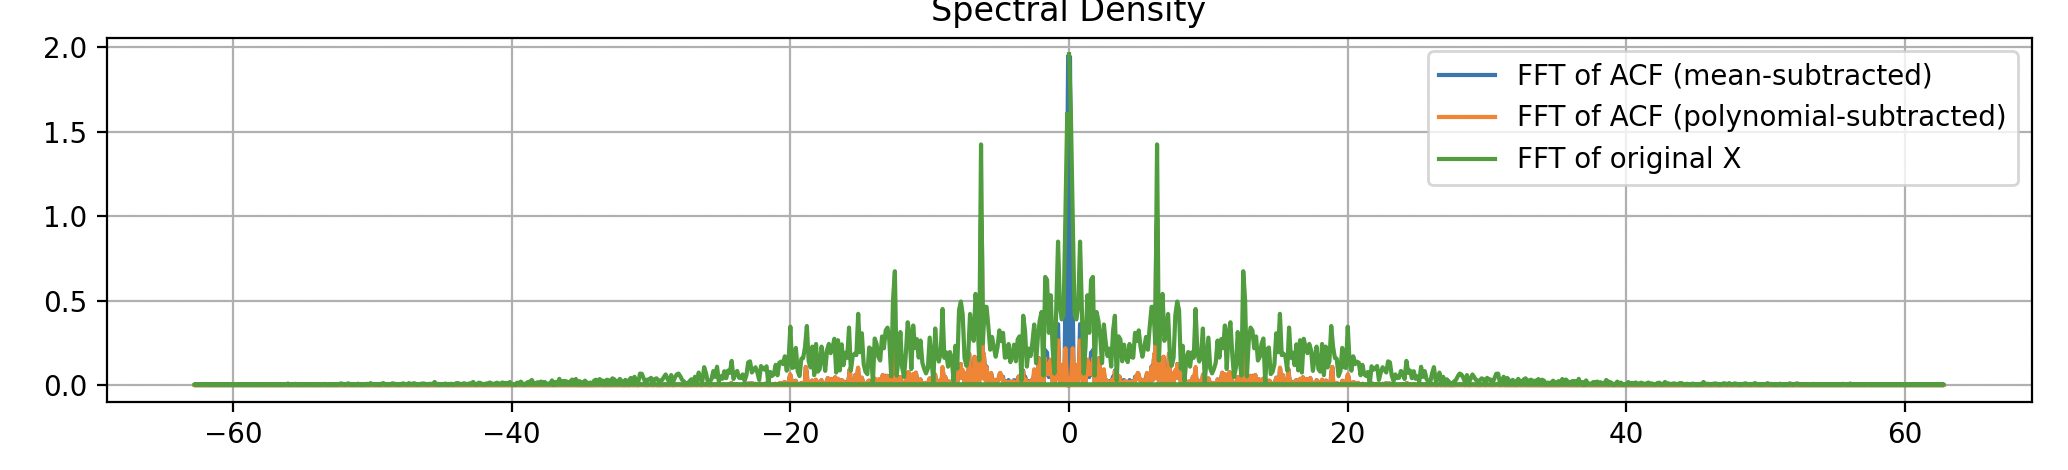 Spectral Density
2.0
1.5
1.0
0.5
0.0
−60 −40 −20 0 20 40 60
FFT of ACF (mean-subtracted)
FFT of ACF (polynomial-subtracted)
FFT of original X